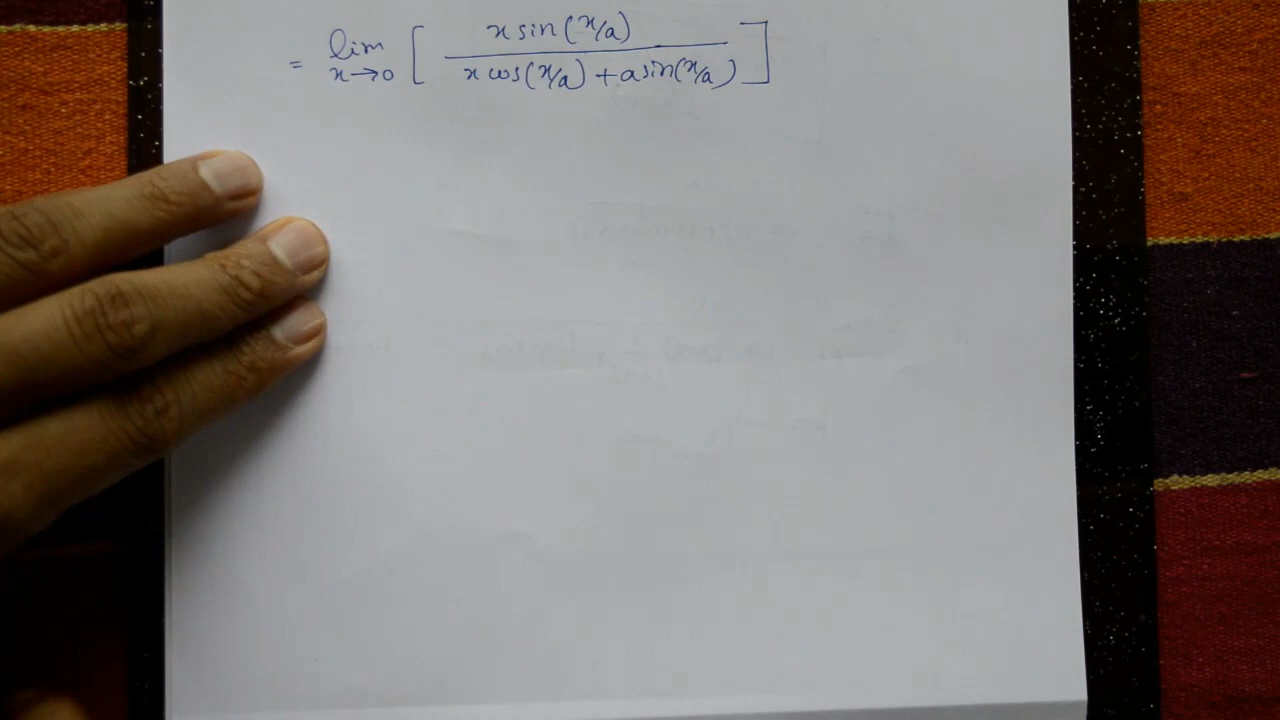 = lim x→0 [ x sin(x/a) / x cos(x/a) + a sin(x/a) ]